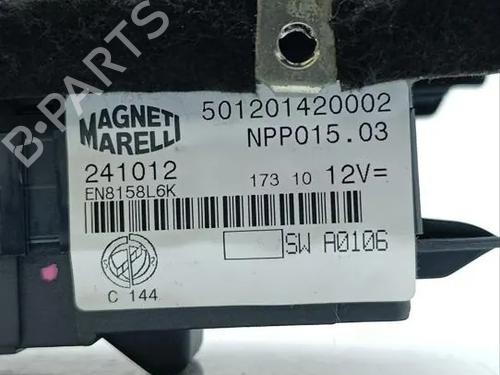 B-PARTS
MAGNETI MARELLI
501201420002
NPP015.03
241012
EN8158L6K
173 10 12V=
SW A0106
C 144